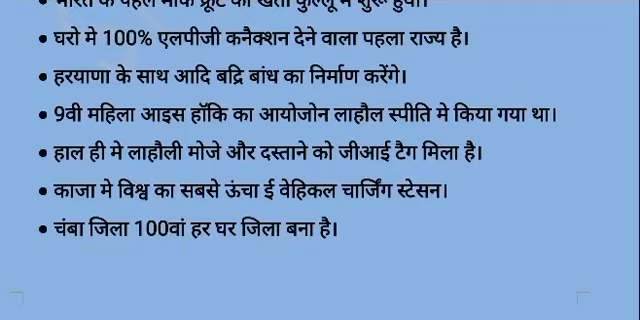 • घरो मे 100% एलपीजी कनैक्शन देने वाला पहला राज्य है।
• हरयाणा के साथ आदि बद्रि बांध का निर्माण करेंगे।
• 9वी महिला आइस हॉकि का आयोजोन लाहौल स्पीति मे किया गया था।
• हाल ही मे लाहौली मोजे और दस्ताने को जीआई टैग मिला है।
• काजा मे विश्व का सबसे ऊंचा ई वेहिकल चार्जिंग स्टेसन।
• चंबा जिला 100वां हर घर जिला बना है।